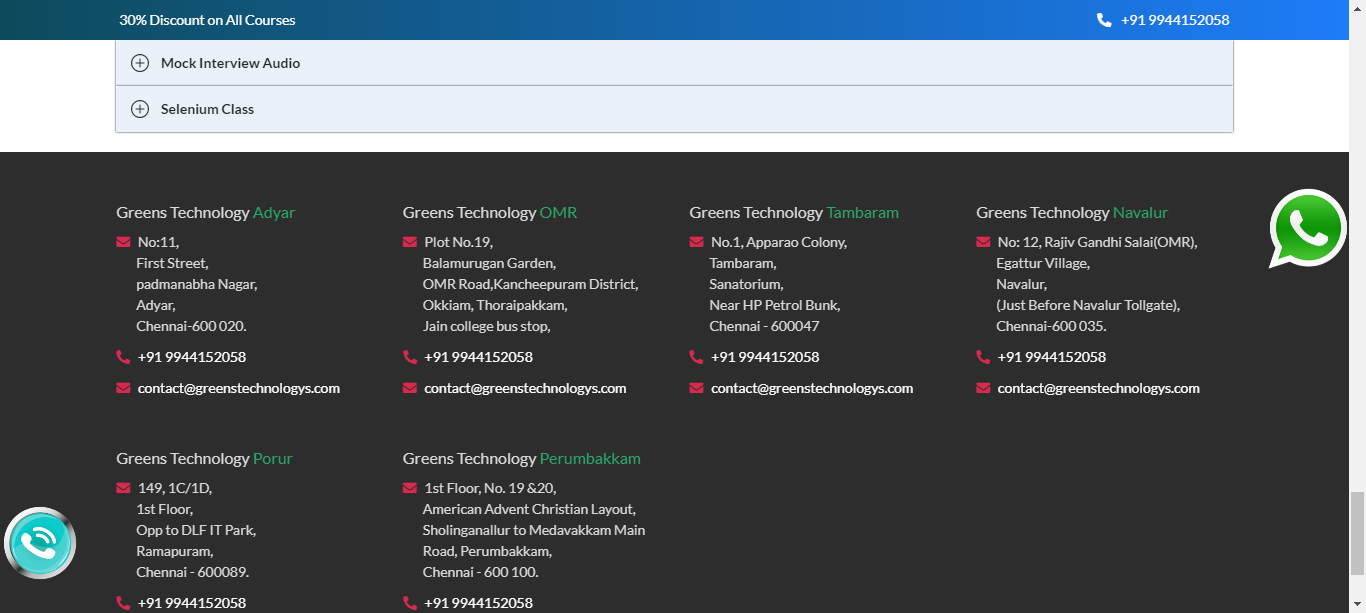 30% Discount on All Courses
+91 9944152058
Mock Interview Audio
Selenium Class
Greens Technology Adyar
No:11,
First Street,
padmanabha Nagar,
Adyar,
Chennai-600 020.
+91 9944152058
contact@greenstechnologys.com
Greens Technology OMR
Plot No.19,
Balamurugan Garden,
OMR Road,Kancheepuram District,
Okkiam, Thoraipakkam,
Jain college bus stop,
+91 9944152058
contact@greenstechnologys.com
Greens Technology Tambaram
No.1, Apparao Colony,
Tambaram,
Sanatorium,
Near HP Petrol Bunk,
Chennai - 600047
+91 9944152058
contact@greenstechnologys.com
Greens Technology Navalur
No: 12, Rajiv Gandhi Salai(OMR),
Egattur Village,
Navalur,
(Just Before Navalur Tollgate),
Chennai-600 035.
+91 9944152058
contact@greenstechnologys.com
Greens Technology Porur
149, 1C/1D,
1st Floor,
Opp to DLF IT Park,
Ramapuram,
Chennai - 600089.
+91 9944152058
Greens Technology Perumbakkam
1st Floor, No. 19 &20,
American Advent Christian Layout,
Sholinganallur to Medavakkam Main
Road, Perumbakkam,
Chennai - 600 100.
+91 9944152058